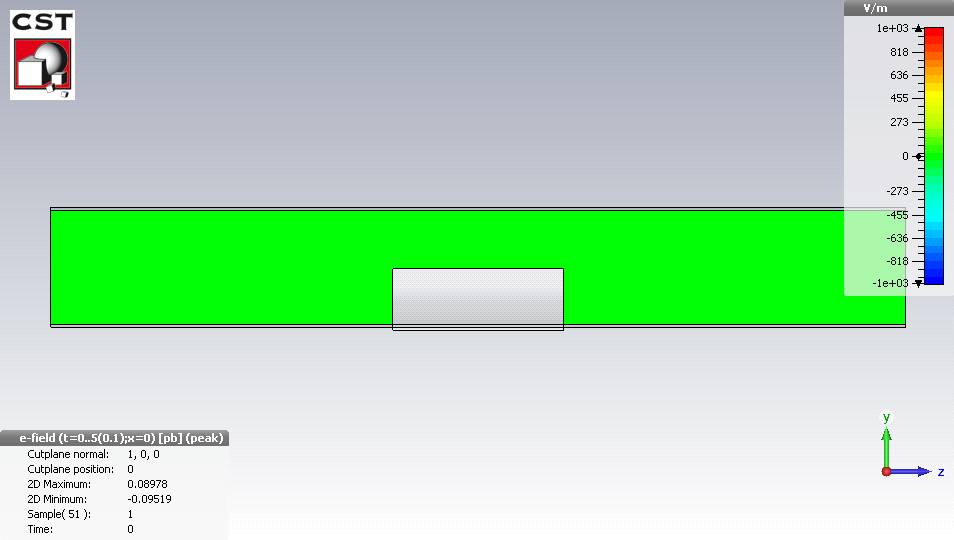 CST
V/m
1e+03
818
636
455
273
0
-273
-455
-636
-818
-1e+03
y
z
e-field (t=0..5(0.1);x=0) [pb] (peak)
Cutplane normal: 1, 0, 0
Cutplane position: 0
2D Maximum: 0.08978
2D Minimum: -0.09519
Sample( 51 ): 1
Time: 0